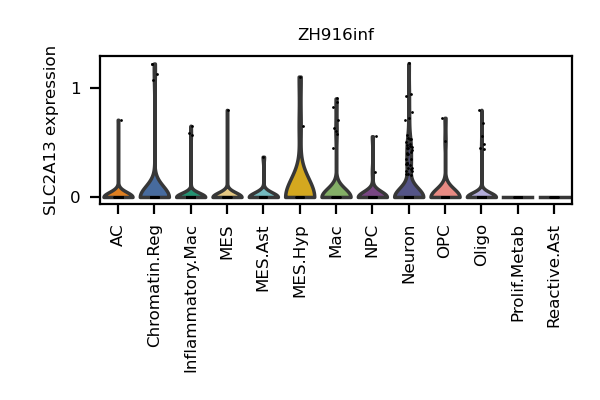 ZH916inf
SLC2A13 expression
1
0
AC
Chromatin.Reg
Inflammatory.Mac
MES
MES.Ast
MES.Hyp
Mac
NPC
Neuron
OPC
Oligo
Prolif.Metab
Reactive.Ast